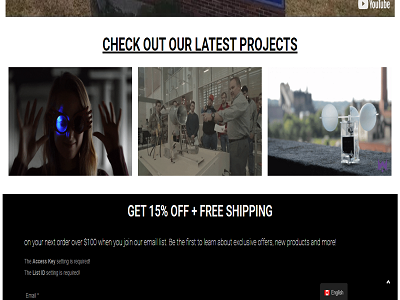 YouTube
CHECK OUT OUR LATEST PROJECTS
GET 15% OFF + FREE SHIPPING
on your next order over $100 when you join our email list. Be the first to learn about exclusive offers, new products and more!
The Access Key setting is required!
The List ID setting is required!
Email *
English